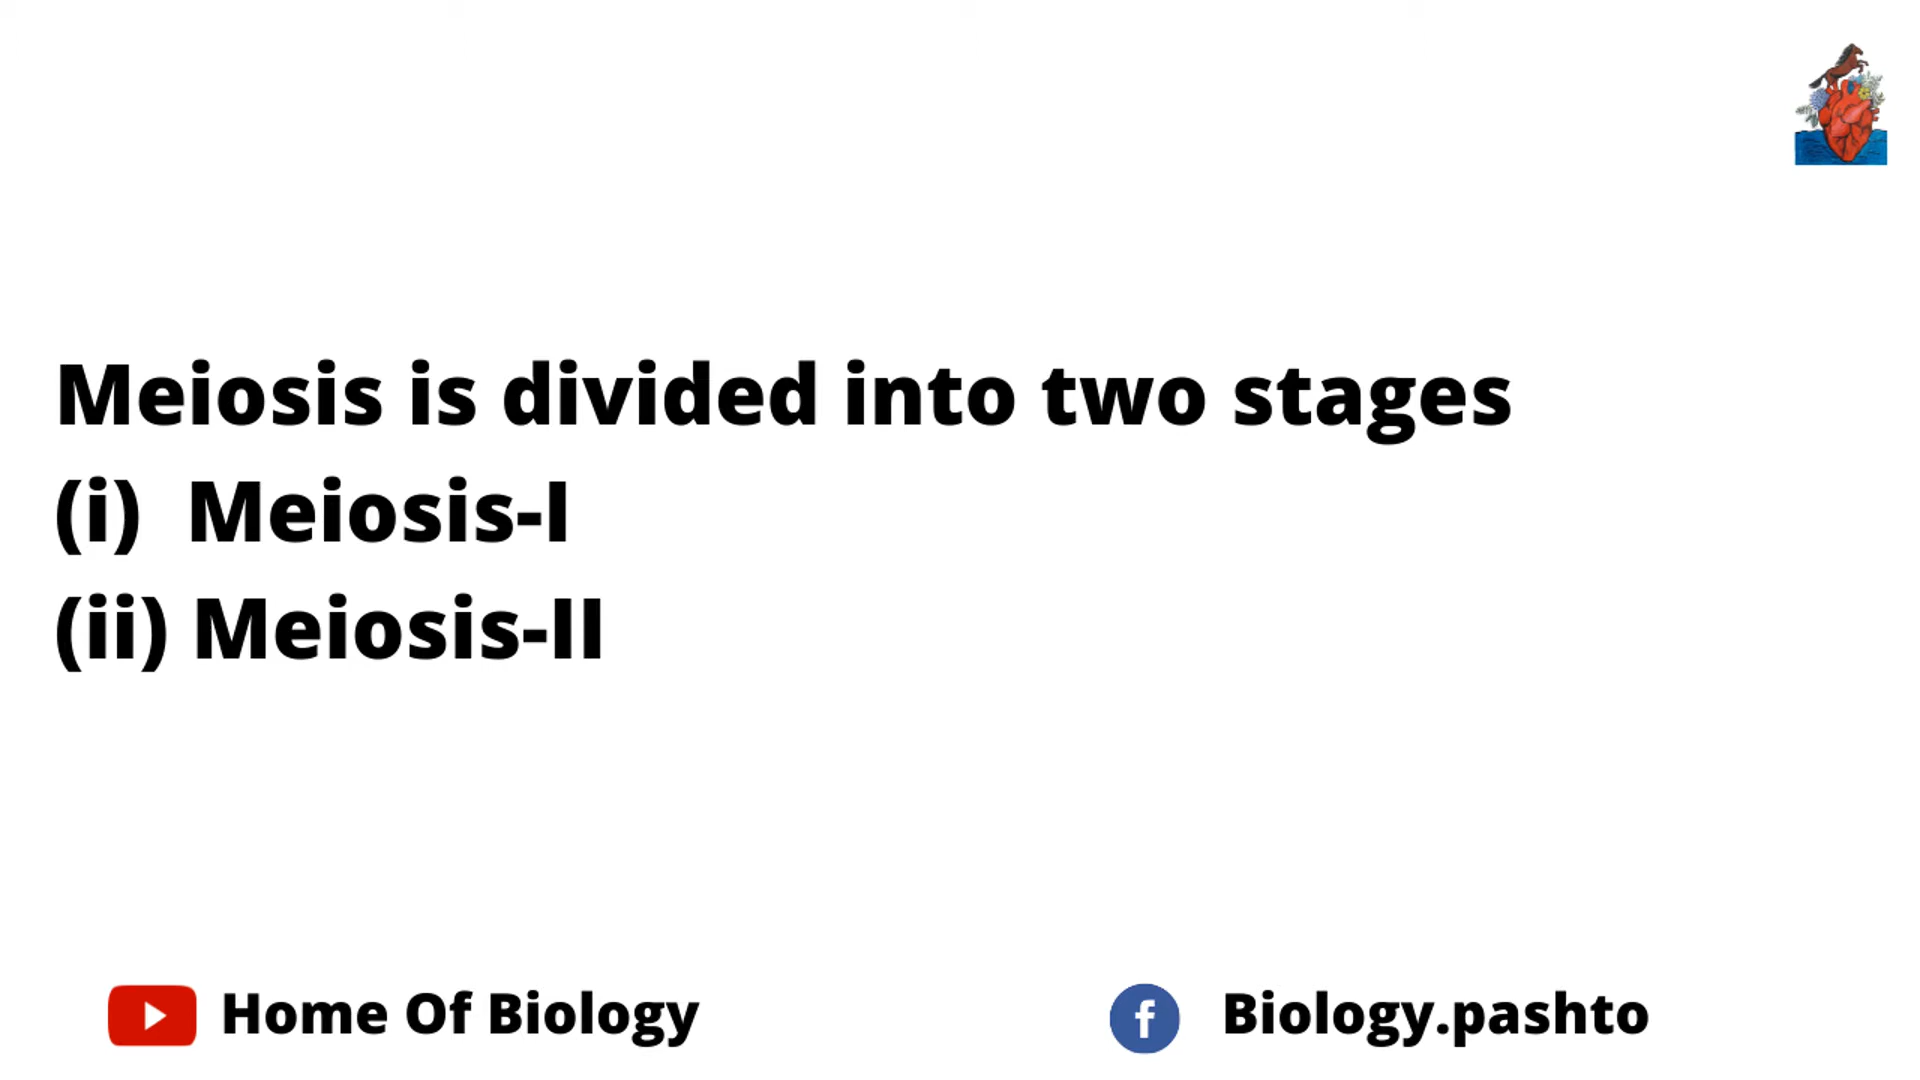 Meiosis is divided into two stages
(i) Meiosis-I
(ii) Meiosis-II
Home Of Biology
Biology.pashto